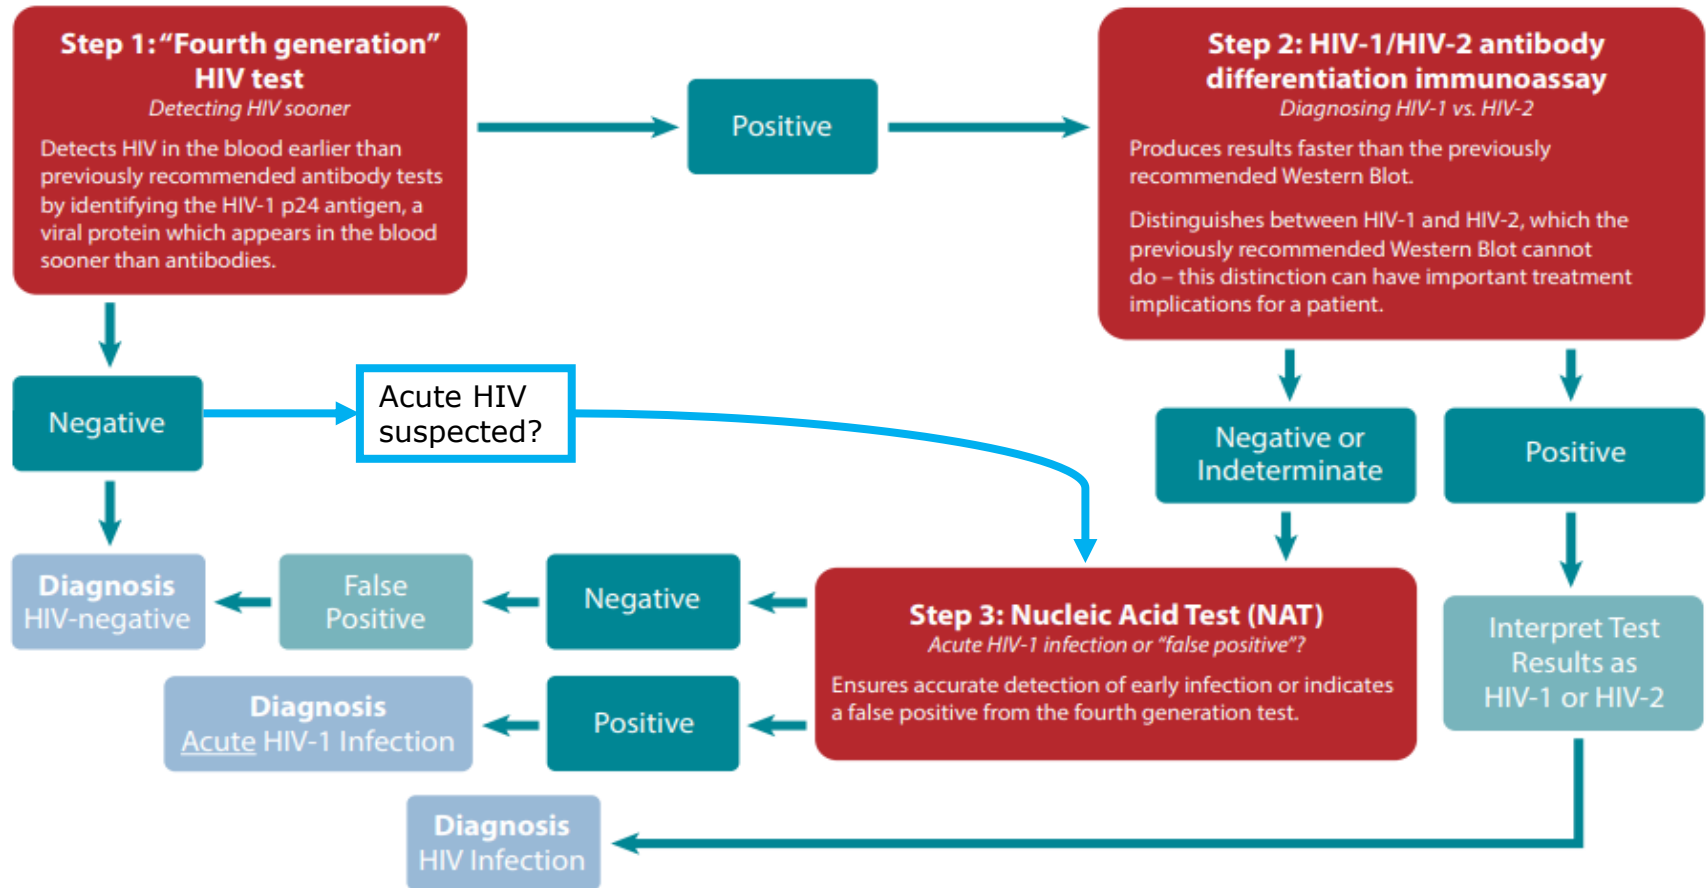 Step 1: “Fourth generation”
HIV test
Detecting HIV sooner
Detects HIV in the blood earlier than
previously recommended antibody tests
by identifying the HIV-1 p24 antigen, a
viral protein which appears in the blood
sooner than antibodies.
Positive
Step 2: HIV-1/HIV-2 antibody
differentiation immunoassay
Diagnosing HIV-1 vs. HIV-2
Produces results faster than the previously
recommended Western Blot.
Distinguishes between HIV-1 and HIV-2, which the
previously recommended Western Blot cannot
do – this distinction can have important treatment
implications for a patient.
Negative
Acute HIV
suspected?
Negative or
Indeterminate
Positive
Diagnosis
HIV-negative
False
Positive
Negative
Step 3: Nucleic Acid Test (NAT)
Acute HIV-1 infection or “false positive”?
Ensures accurate detection of early infection or indicates
a false positive from the fourth generation test.
Interpret Test
Results as
HIV-1 or HIV-2
Diagnosis
Acute HIV-1 Infection
Positive
Diagnosis
HIV Infection